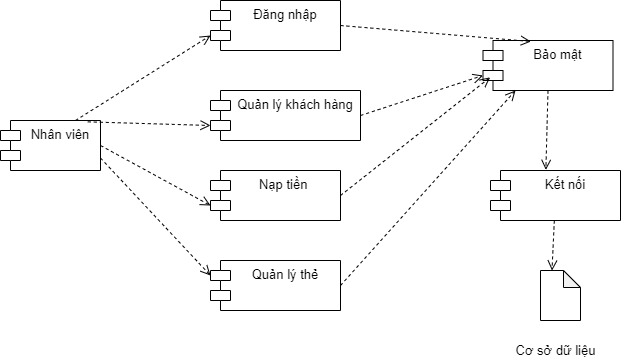 Đăng nhập
Bảo mật
Quản lý khách hàng
Nhân viên
Nạp tiền
Kết nối
Quản lý thẻ
Cơ sở dữ liệu